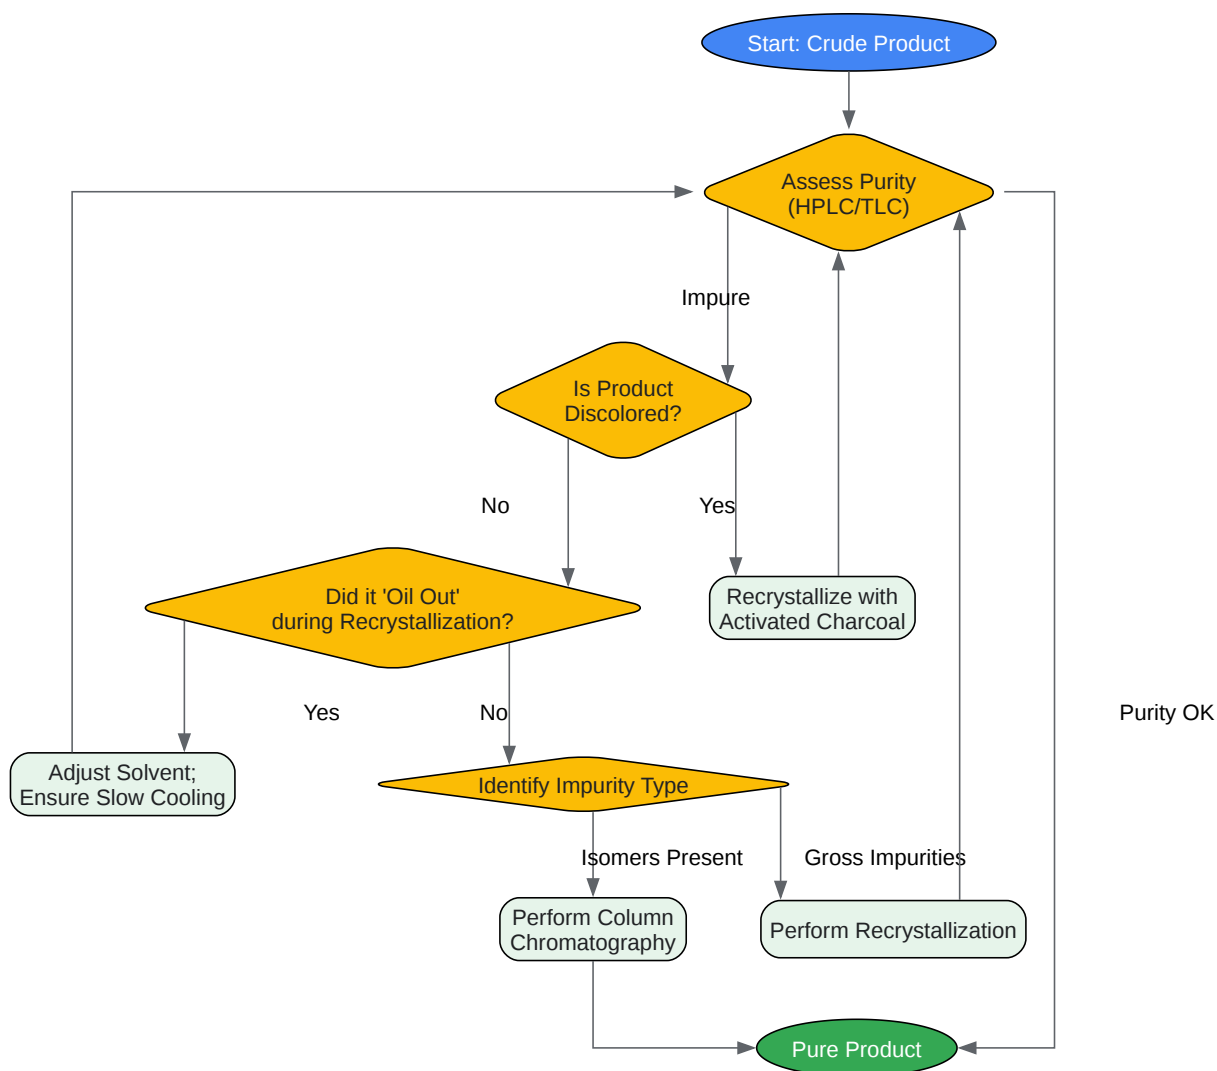 Start: Crude Product
Assess Purity
(HPLC/TLC)
Impure
Is Product
Discolored?
No
Yes
Did it 'Oil Out'
during Recrystallization?
Recrystallize with
Activated Charcoal
Yes
No
Purity OK
Adjust Solvent;
Ensure Slow Cooling
Identify Impurity Type
Isomers Present
Gross Impurities
Perform Column
Chromatography
Perform Recrystallization
Pure Product